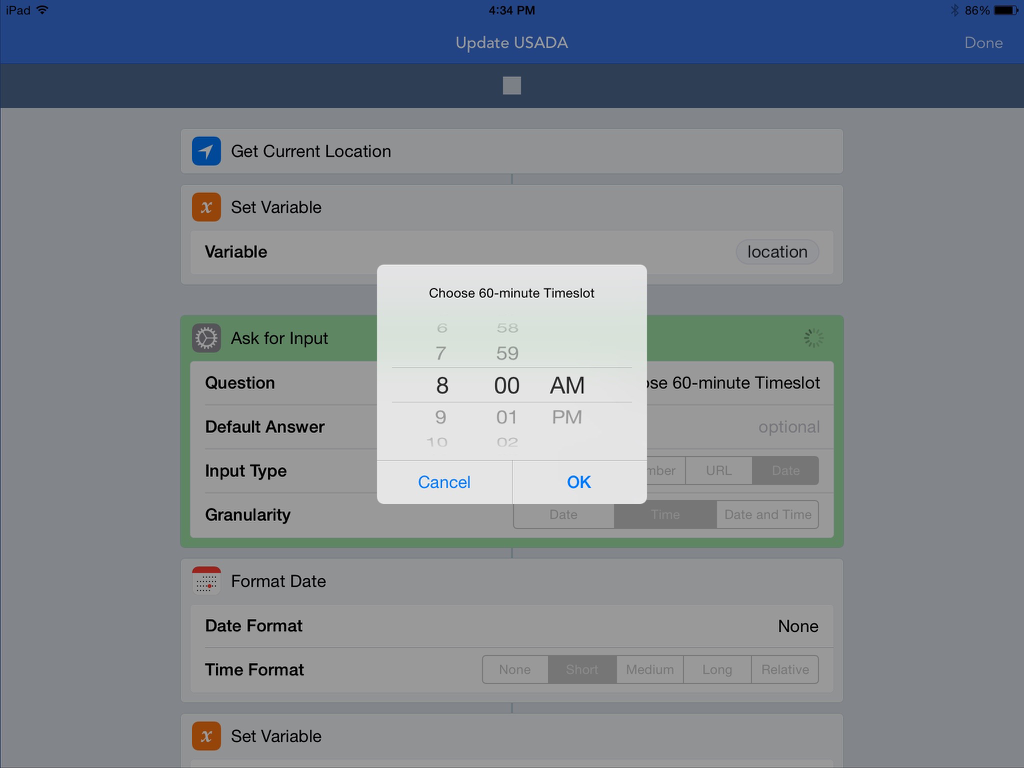 iPad 4:34 PM 86%
Update USADA Done
Get Current Location
x Set Variable
Variable location
Choose 60-minute Timeslot
6 58
7 59
8 00 AM
9 01 PM
10 02
Cancel OK
Ask for Input
Question ose 60-minute Timeslot
Default Answer optional
Input Type mber URL Date
Granularity Date Time Date and Time
Format Date
Date Format None
Time Format None Short Medium Long Relative
x Set Variable